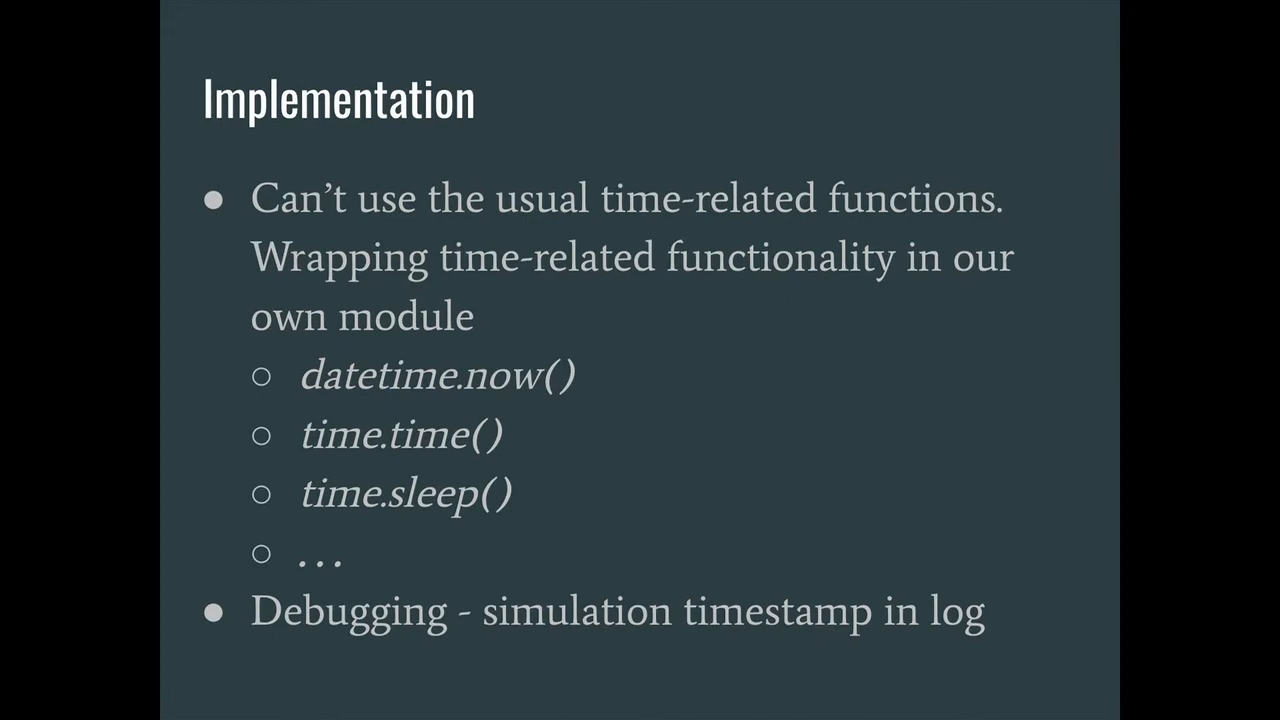 Implementation
● Can’t use the usual time-related functions.
Wrapping time-related functionality in our
own module
○ datetime.now()
○ time.time()
○ time.sleep()
○ ...
● Debugging - simulation timestamp in log